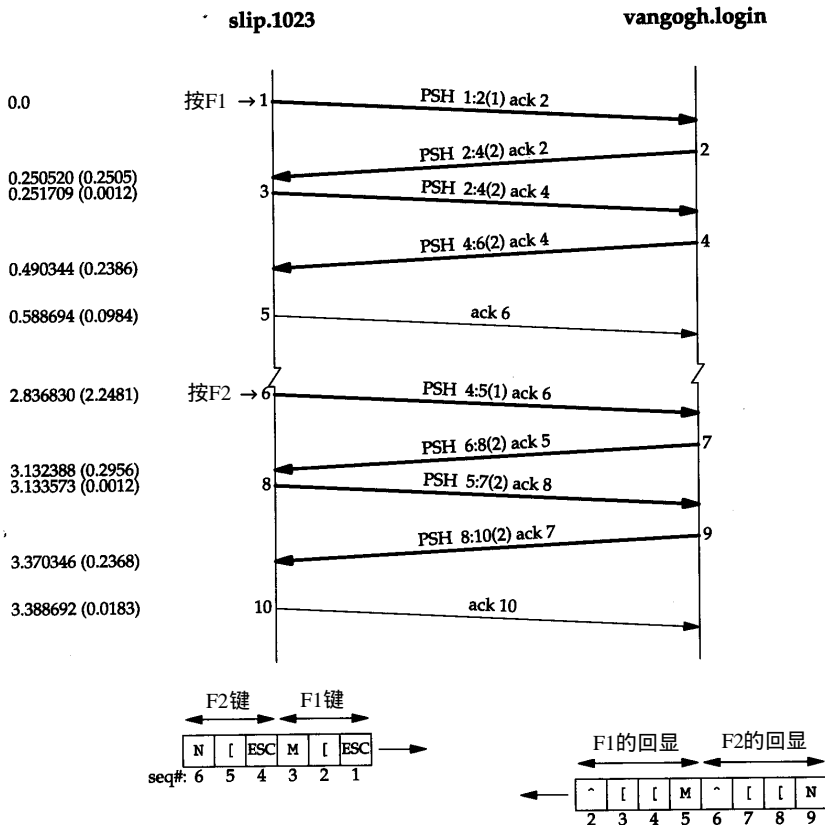 slip.1023 vangogh.login
0.0 按F1 →1 PSH 1:2(1) ack 2
PSH 2:4(2) ack 2 2
0.250520 (0.2505)
0.251709 (0.0012) 3 PSH 2:4(2) ack 4
PSH 4:6(2) ack 4 4
0.490344 (0.2386)
0.588694 (0.0984) 5 ack 6
2.836830 (2.2481) 按F2 →6 PSH 4:5(1) ack 6
PSH 6:8(2) ack 5 7
3.132388 (0.2956)
3.133573 (0.0012) 8 PSH 5:7(2) ack 8
PSH 8:10(2) ack 7 9
3.370346 (0.2368)
3.388692 (0.0183) 10 ack 10
F2键 F1键
N [ ESC M [ ESC
seq#: 6 5 4 3 2 1
F1的回显 F2的回显
^ [ [ M ^ [ [ N
2 3 4 5 6 7 8 9